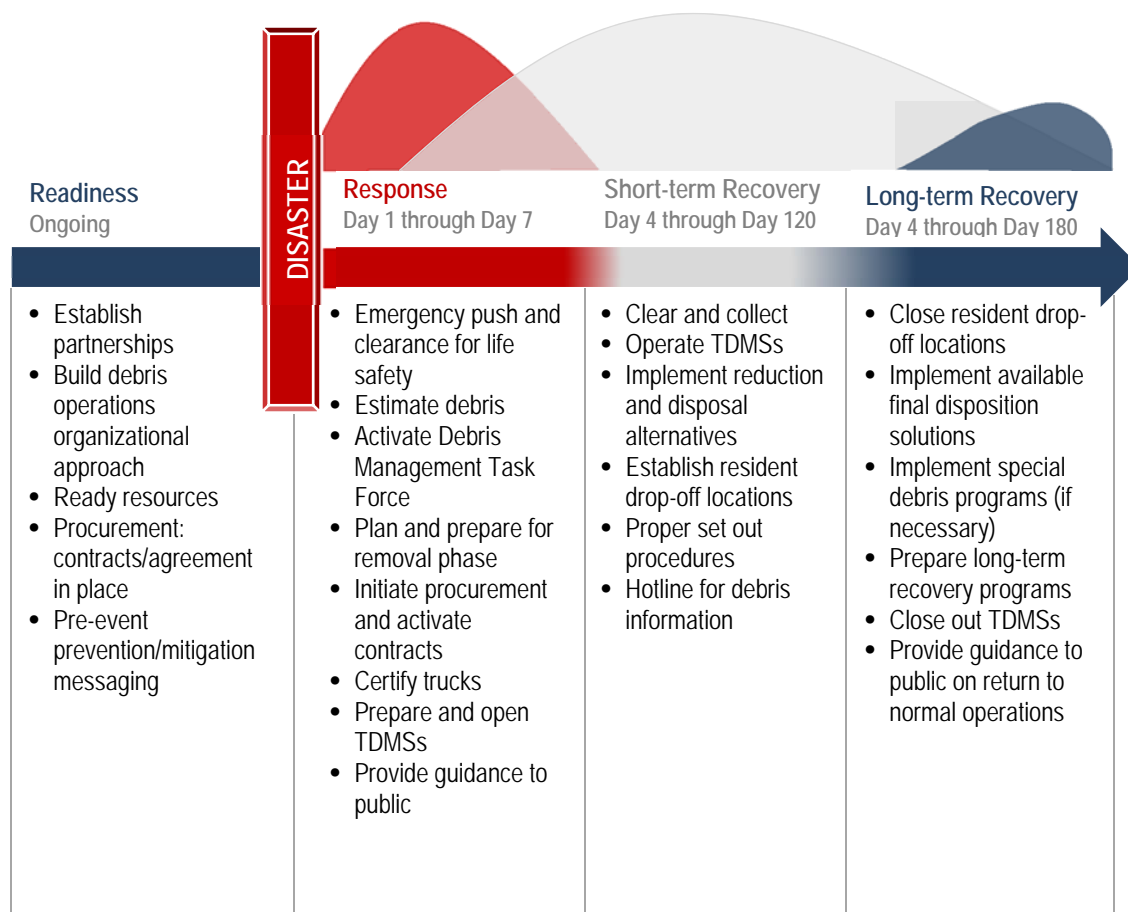 Readiness
Ongoing
DISASTER
Response
Day 1 through Day 7
Short-term Recovery
Day 4 through Day 120
Long-term Recovery
Day 4 through Day 180
• Establish
partnerships
• Build debris
operations
organizational
approach
• Ready resources
• Procurement:
contracts/agreement
in place
• Pre-event
prevention/mitigation
messaging
• Emergency push and
clearance for life
safety
• Estimate debris
• Activate Debris
Management Task
Force
• Plan and prepare for
removal phase
• Initiate procurement
and activate
contracts
• Certify trucks
• Prepare and open
TDMSs
• Provide guidance to
public
• Clear and collect
• Operate TDMSs
• Implement reduction
and disposal
alternatives
• Establish resident
drop-off locations
• Proper set out
procedures
• Hotline for debris
information
• Close resident drop-
off locations
• Implement available
final disposition
solutions
• Implement special
debris programs (if
necessary)
• Prepare long-term
recovery programs
• Close out TDMSs
• Provide guidance to
public on return to
normal operations